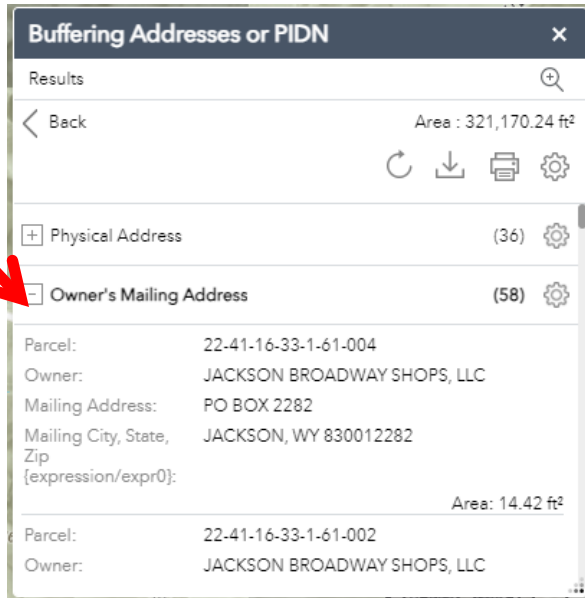 Buffering Addresses or PIDN ×
Results
Back Area : 321,170.24 ft²
+ Physical Address (36)
Owner's Mailing Address (58)
Parcel: 22-41-16-33-1-61-004
Owner: JACKSON BROADWAY SHOPS, LLC
Mailing Address: PO BOX 2282
Mailing City, State, JACKSON, WY 830012282
Zip
{expression/expr0}:
Area: 14.42 ft²
Parcel: 22-41-16-33-1-61-002
Owner: JACKSON BROADWAY SHOPS, LLC